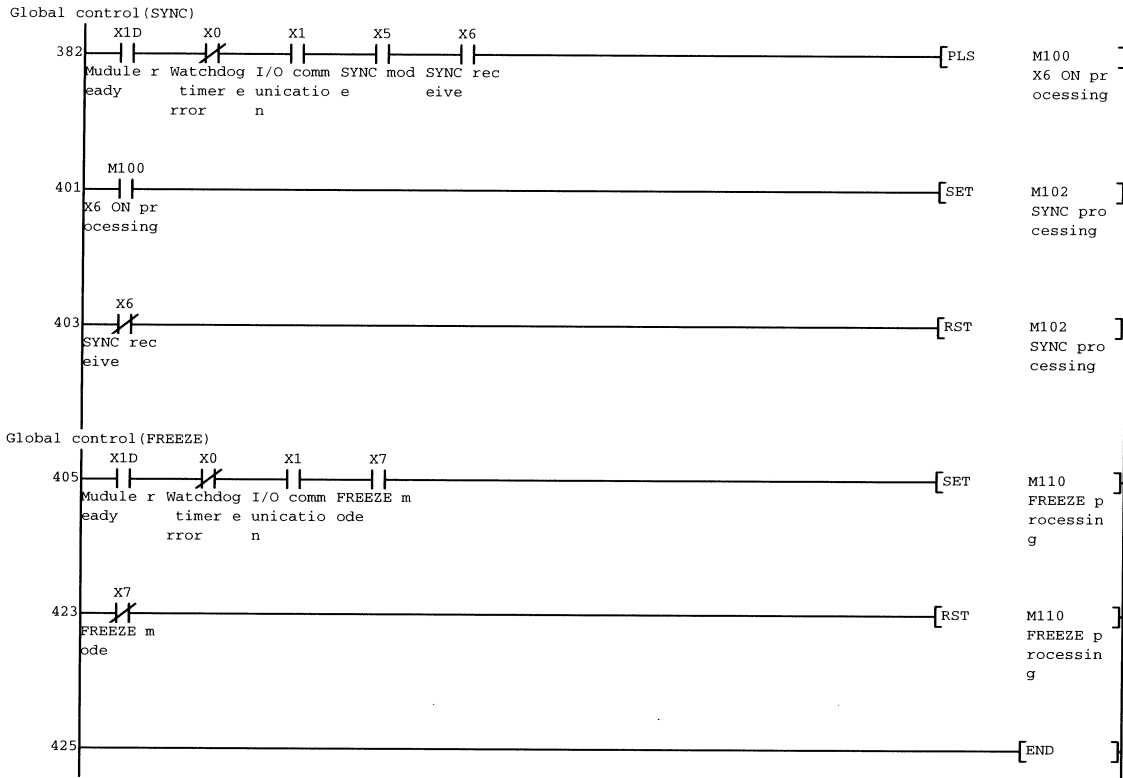 Global control(SYNC)
X1D X0 X1 X5 X6
382 PLS M100
Mudule r Watchdog I/O comm SYNC mod SYNC rec X6 ON pr
eady timer e unicatio e eive ocessing
rror n
M100
401 SET M102
X6 ON pr SYNC pro
ocessing cessing
X6
403 RST M102
SYNC rec SYNC pro
eive cessing
Global control(FREEZE)
X1D X0 X1 X7
405 SET M110
Mudule r Watchdog I/O comm FREEZE m FREEZE p
eady timer e unicatio ode rocessin
rror n g
X7
423 RST M110
FREEZE m FREEZE p
ode rocessin
g
425 END